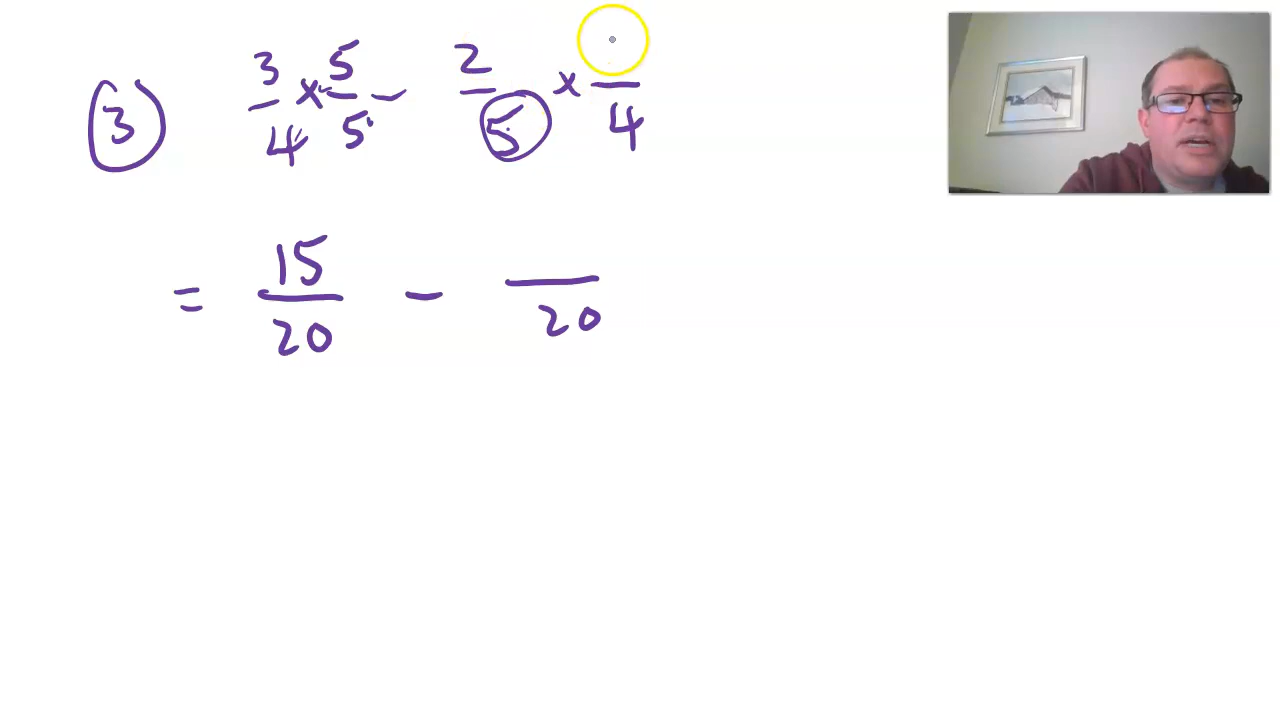 3 3/4 × 5/5 - 2/5 × /4
= 15/20 - /20